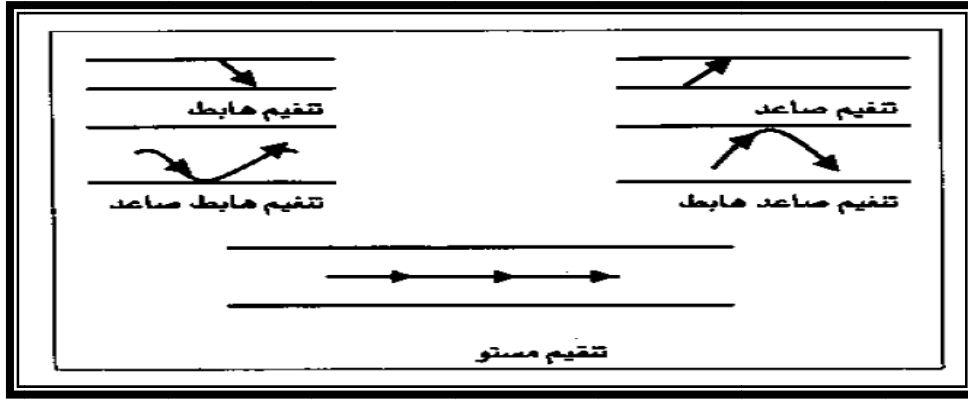 تنغيم صاعد
تنغيم هابط
تنغيم صاعد هابط
تنغيم هابط صاعد
تنغيم مستو